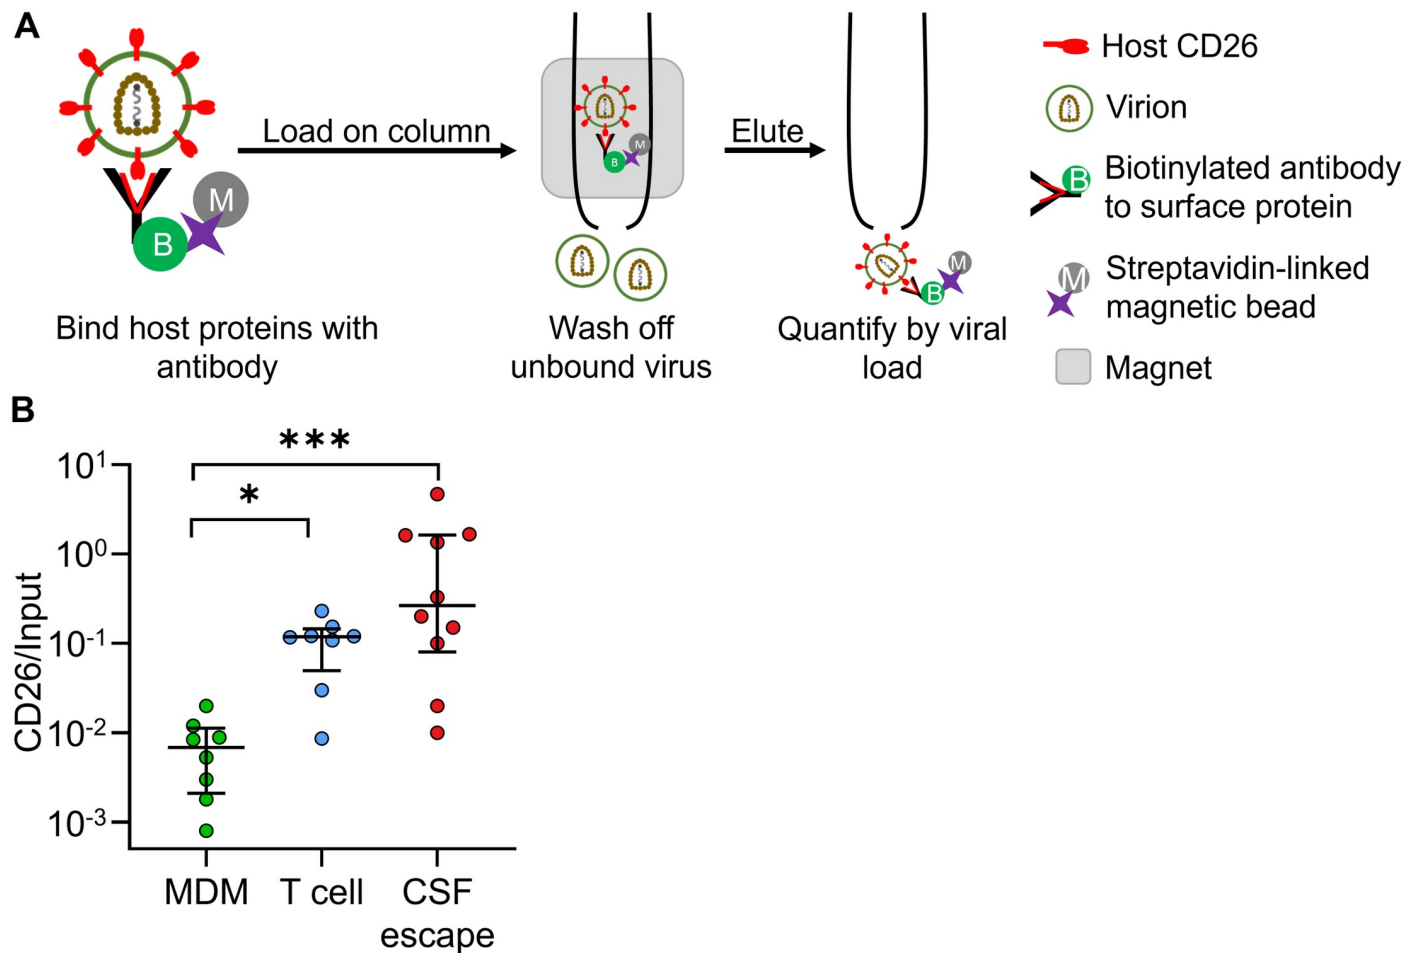 A
Load on column
Elute
M
B
M
B
M
B
Bind host proteins with
antibody
Wash off
unbound virus
Quantify by viral
load
Host CD26
Virion
B
Biotinylated antibody
to surface protein
M
Streptavidin-linked
magnetic bead
Magnet
B
***
*
10¹
10⁰
10⁻¹
10⁻²
10⁻³
CD26/Input
MDM
T cell
CSF
escape